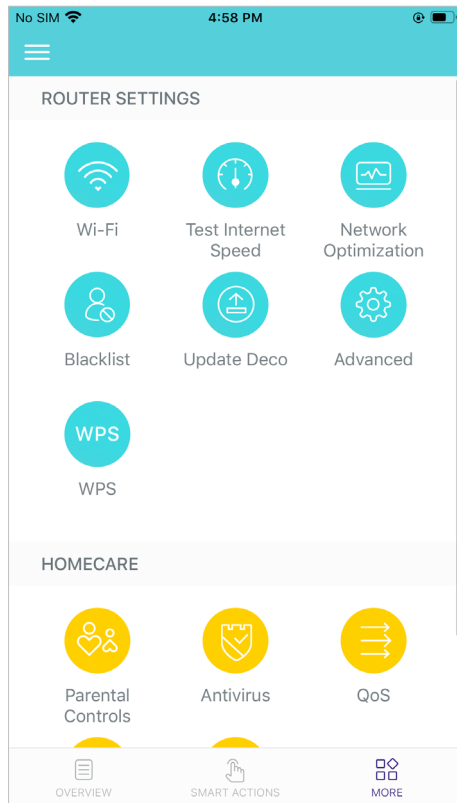 No SIM 4:58 PM
ROUTER SETTINGS
Wi-Fi Test Internet Network
Speed Optimization
Blacklist Update Deco Advanced
WPS
WPS
HOMECARE
Parental Antivirus QoS
Controls
OVERVIEW SMART ACTIONS MORE